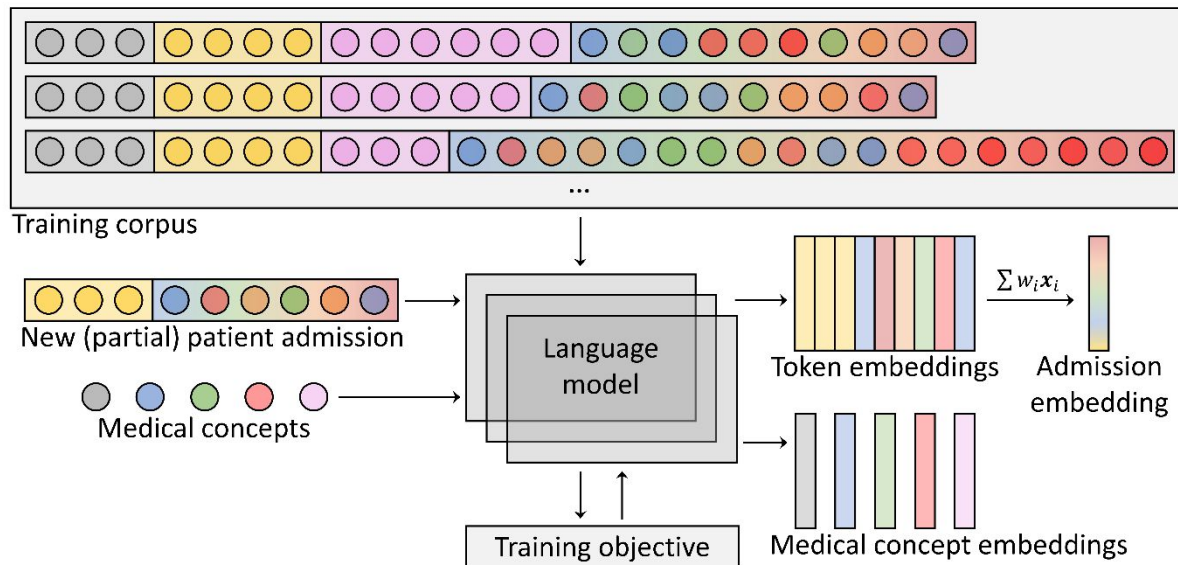 ...
Training corpus
New (partial) patient admission
Medical concepts
Language
model
Training objective
Token embeddings
∑ wᵢxᵢ
Admission
embedding
Medical concept embeddings